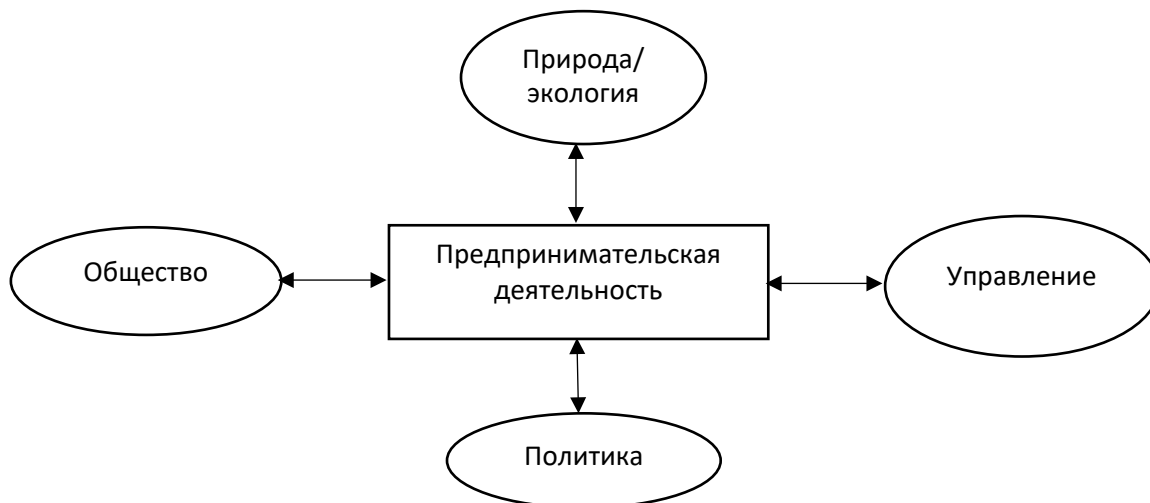 Природа/
экология
Предпринимательская
деятельность
Общество
Управление
Политика